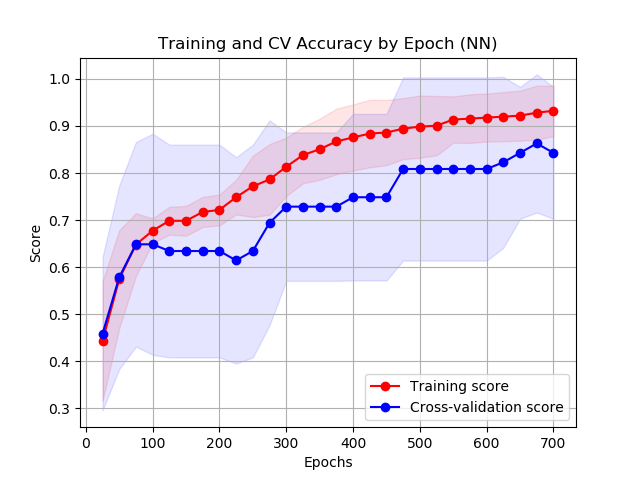 Training and CV Accuracy by Epoch (NN)
Score
1.0
0.9
0.8
0.7
0.6
0.5
0.4
0.3
0 100 200 300 400 500 600 700
Epochs
Training score
Cross-validation score